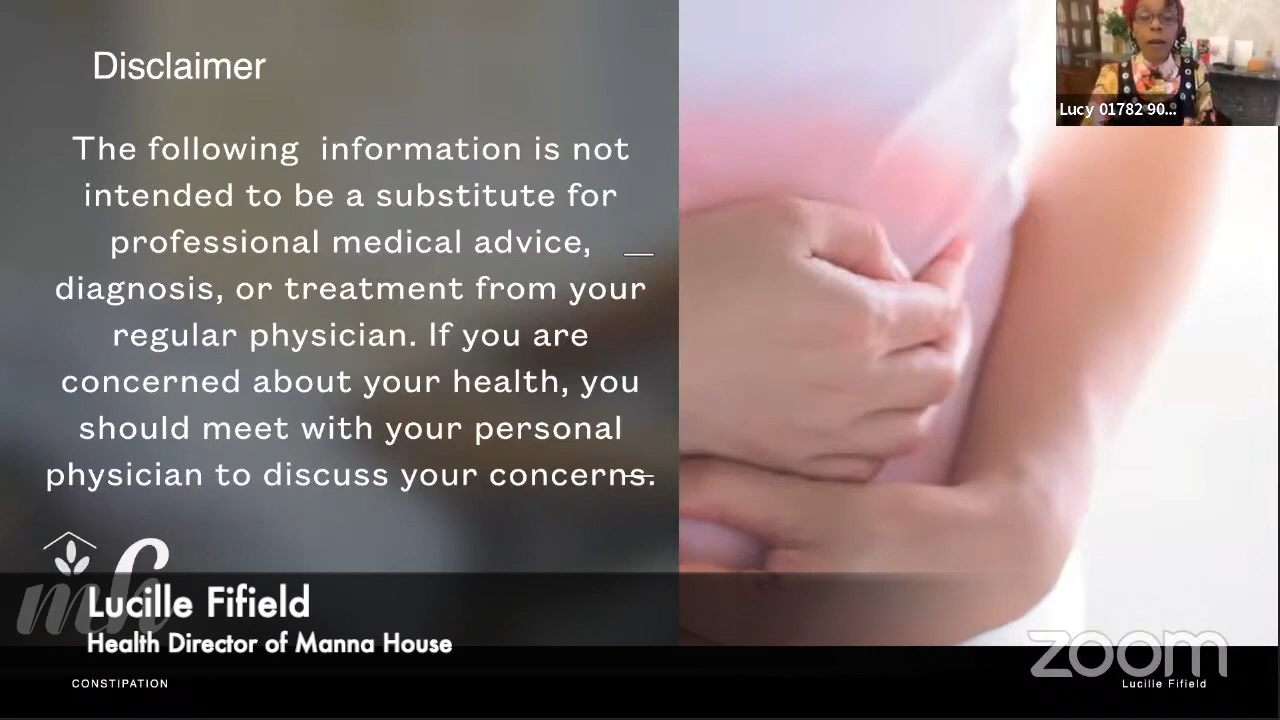 Disclaimer
The following information is not
intended to be a substitute for
professional medical advice,
diagnosis, or treatment from your
regular physician. If you are
concerned about your health, you
should meet with your personal
physician to discuss your concerns.
Lucy 01782 90...
mh
Lucille Fifield
Health Director of Manna House
CONSTIPATION
zoom
Lucille Fifield